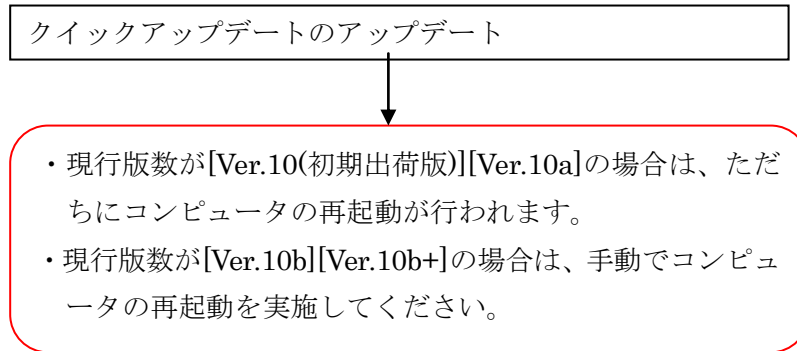 クイックアップデートのアップデート
・現行版数が[Ver.10(初期出荷版)][Ver.10a]の場合は、ただ
ちにコンピュータの再起動が行われます。
・現行版数が[Ver.10b][Ver.10b+]の場合は、手動でコンピュ
ータの再起動を実施してください。